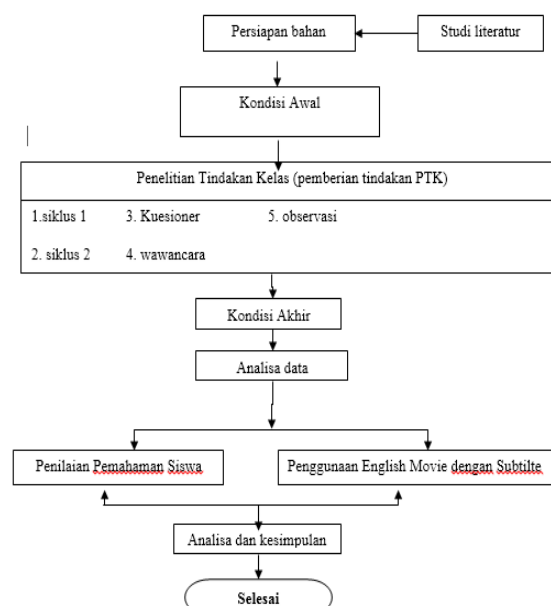 Persiapan bahan
Studi literatur
Kondisi Awal
Penelitian Tindakan Kelas (pemberian tindakan PTK)
1.siklus 1 3. Kuesioner 5. observasi
2. siklus 2 4. wawancara
Kondisi Akhir
Analisa data
Penilaian Pemahaman Siswa
Penggunaan English Movie dengan Subtilte
Analisa dan kesimpulan
Selesai